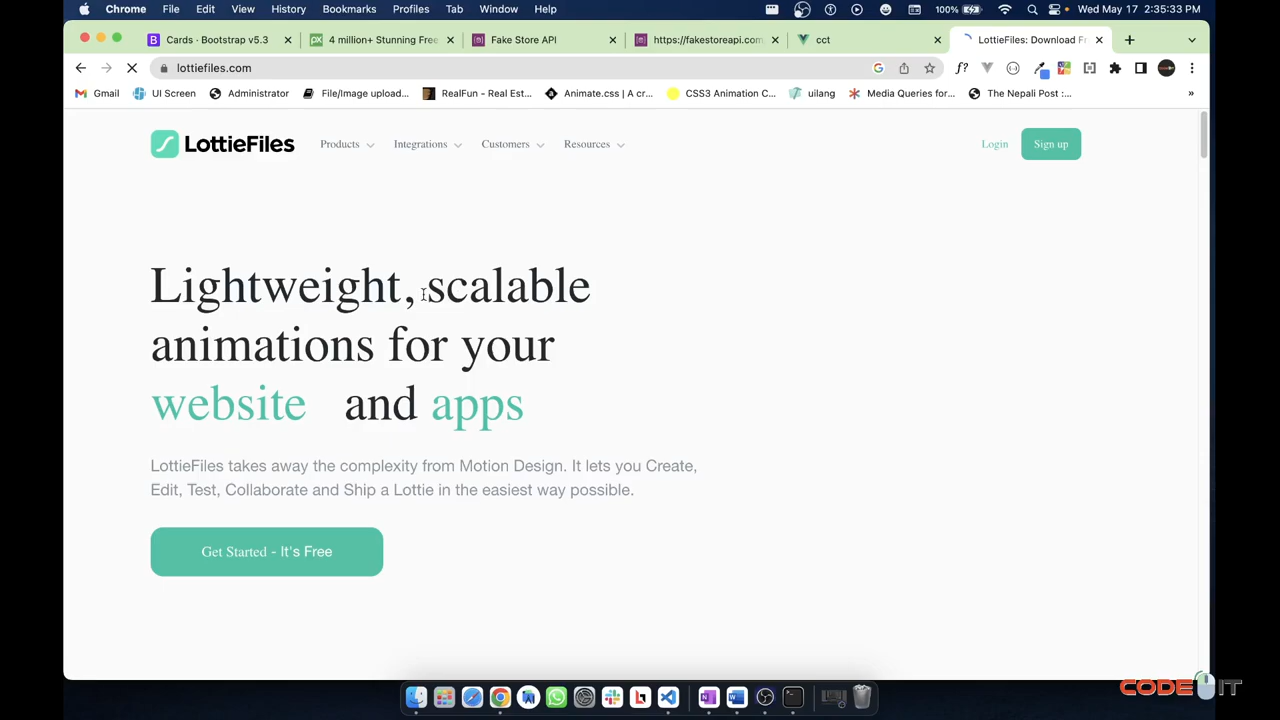 Chrome File Edit View History Bookmarks Profiles Tab Window Help 100% Wed May 17 2:35:33 PM
Cards · Bootstrap v5.3 4 million+ Stunning Free Fake Store API https://fakestoreapi.com cct LottieFiles: Download Fr
lottiefiles.com
Gmail UI Screen Administrator File/Image upload... RealFun - Real Est... Animate.css | A cr... CSS3 Animation C... uilang Media Queries for... The Nepali Post :... »
LottieFiles Products Integrations Customers Resources Login Sign up
Lightweight, scalable
animations for your
website and apps
LottieFiles takes away the complexity from Motion Design. It lets you Create,
Edit, Test, Collaborate and Ship a Lottie in the easiest way possible.
Get Started - It's Free
CODE IT